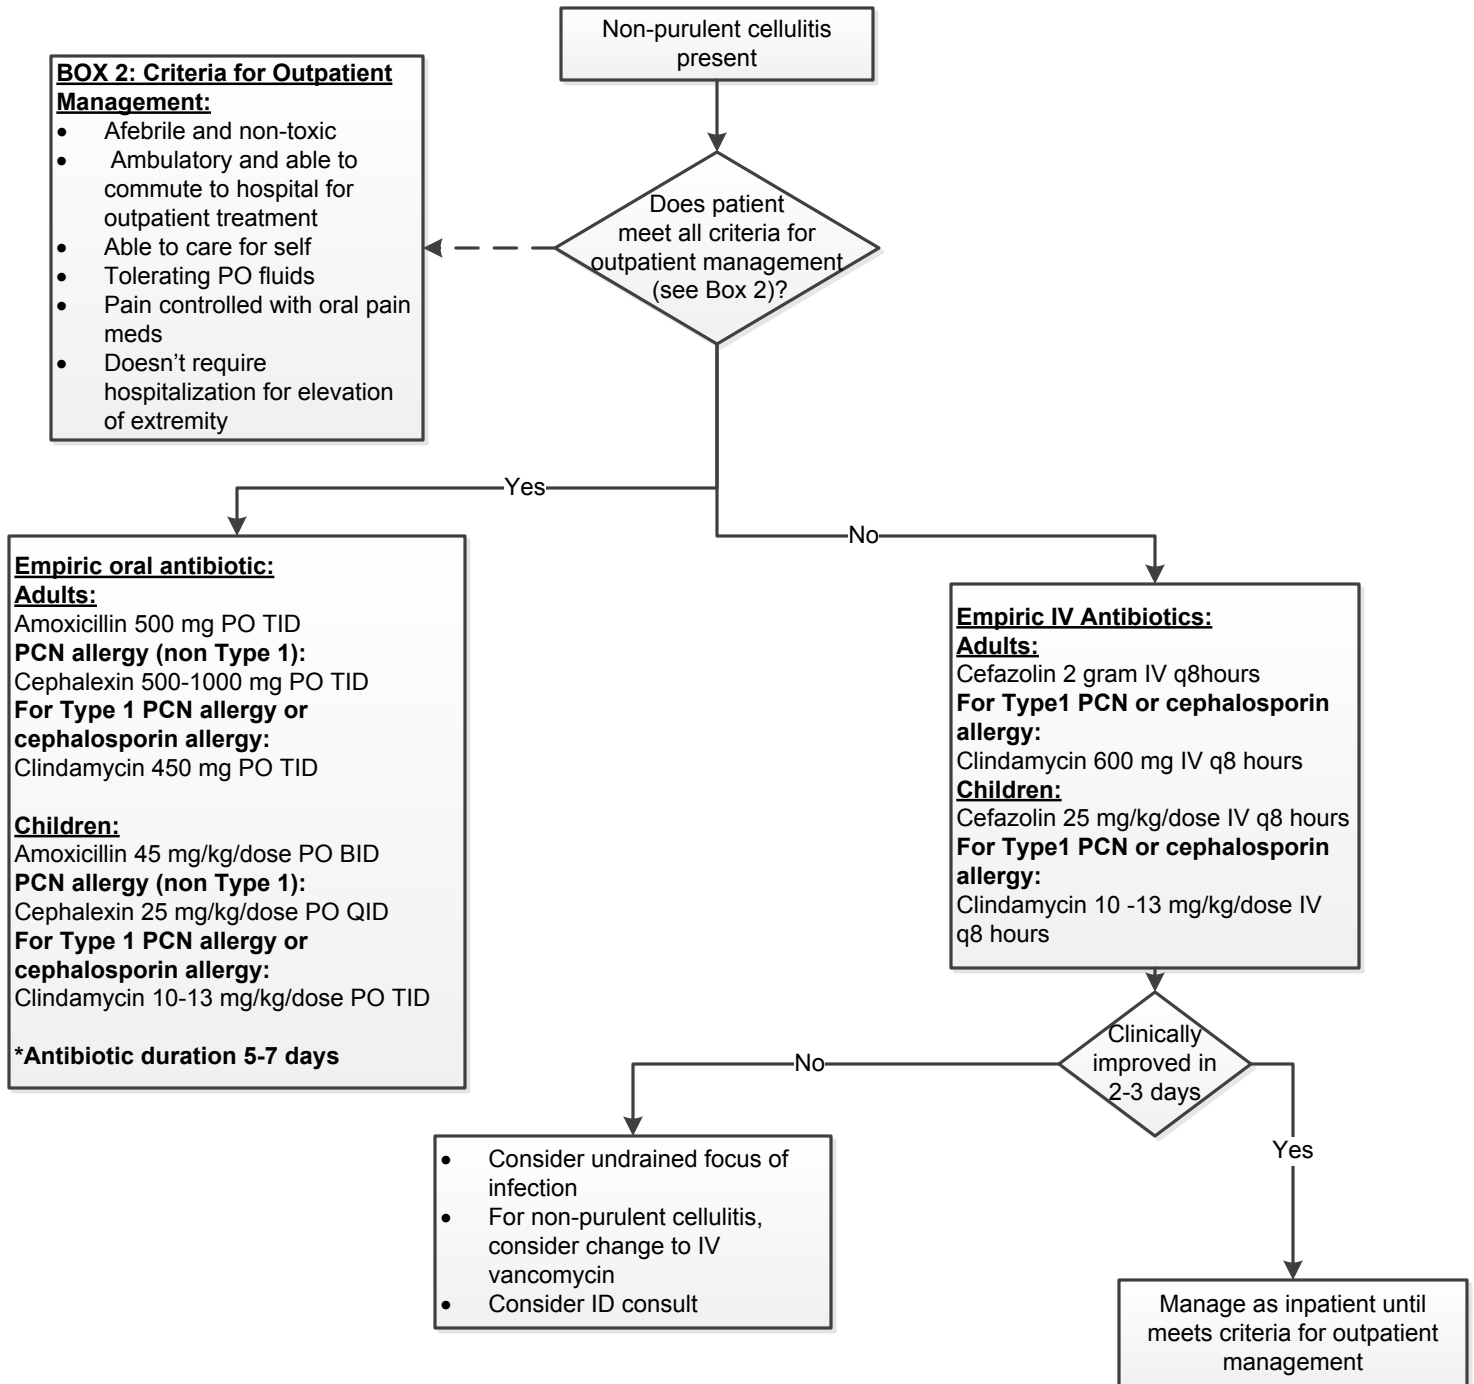 Non-purulent cellulitis
present
BOX 2: Criteria for Outpatient
Management:
• Afebrile and non-toxic
• Ambulatory and able to
commute to hospital for
outpatient treatment
• Able to care for self
• Tolerating PO fluids
• Pain controlled with oral pain
meds
• Doesn’t require
hospitalization for elevation
of extremity
Does patient
meet all criteria for
outpatient management
(see Box 2)?
Yes
No
Empiric oral antibiotic:
Adults:
Amoxicillin 500 mg PO TID
PCN allergy (non Type 1):
Cephalexin 500-1000 mg PO TID
For Type 1 PCN allergy or
cephalosporin allergy:
Clindamycin 450 mg PO TID
Children:
Amoxicillin 45 mg/kg/dose PO BID
PCN allergy (non Type 1):
Cephalexin 25 mg/kg/dose PO QID
For Type 1 PCN allergy or
cephalosporin allergy:
Clindamycin 10-13 mg/kg/dose PO TID
*Antibiotic duration 5-7 days
Empiric IV Antibiotics:
Adults:
Cefazolin 2 gram IV q8hours
For Type1 PCN or cephalosporin
allergy:
Clindamycin 600 mg IV q8 hours
Children:
Cefazolin 25 mg/kg/dose IV q8 hours
For Type1 PCN or cephalosporin
allergy:
Clindamycin 10 -13 mg/kg/dose IV
q8 hours
Clinically
improved in
2-3 days
No
Yes
• Consider undrained focus of
infection
• For non-purulent cellulitis,
consider change to IV
vancomycin
• Consider ID consult
Manage as inpatient until
meets criteria for outpatient
management